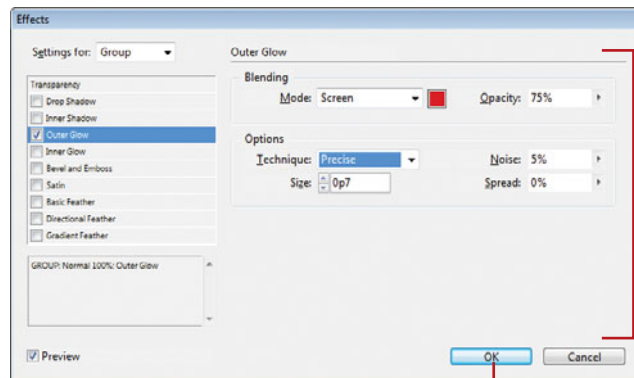 Effects
Settings for: Group
Transparency
Drop Shadow
Inner Shadow
Outer Glow
Inner Glow
Bevel and Emboss
Satin
Basic Feather
Directional Feather
Gradient Feather
GROUP: Normal 100%; Outer Glow
Preview
Outer Glow
Blending
Mode: Screen Opacity: 75%
Options
Technique: Precise Noise: 5%
Size: 0p7 Spread: 0%
OK Cancel